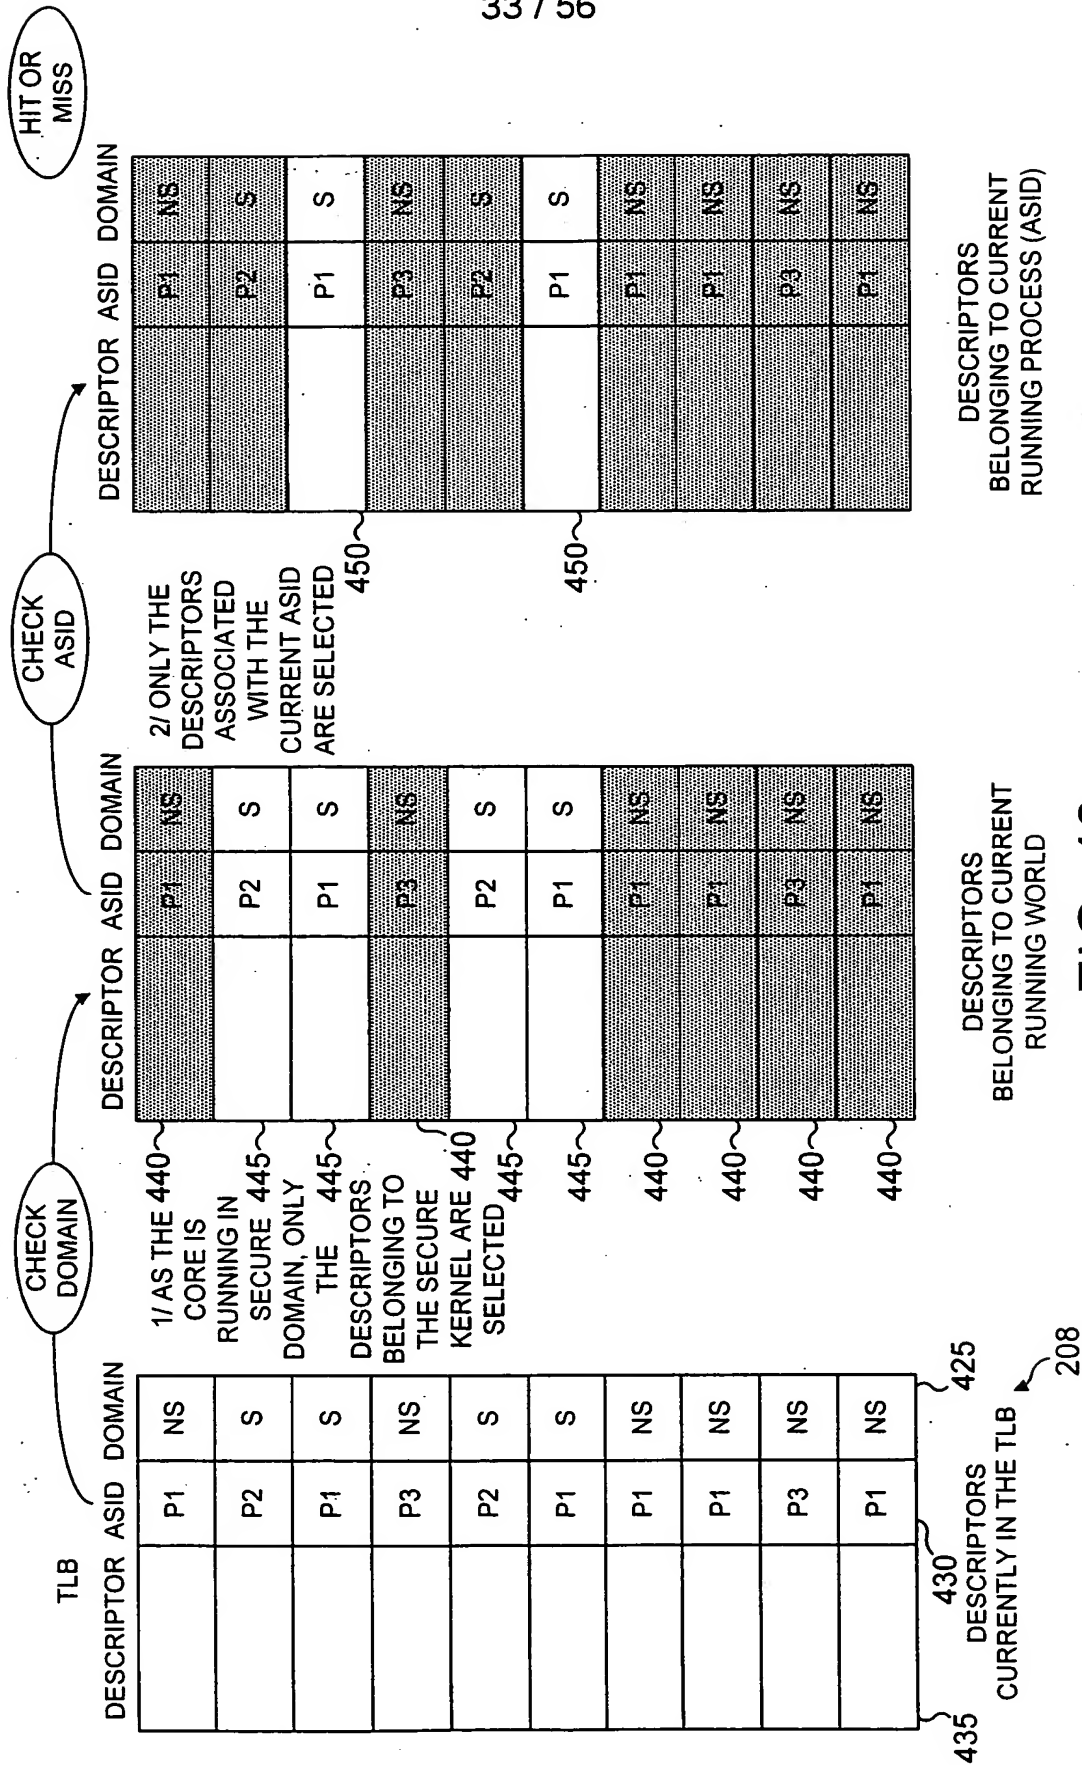 33 / 56
CHECK
DOMAIN
CHECK
ASID
HIT OR
MISS
TLB
DESCRIPTOR ASID DOMAIN
P1 NS
P2 S
P1 S
P3 NS
P2 S
P1 S
P1 NS
P1 NS
P3 NS
P1 NS
435
430
425
DESCRIPTORS
CURRENTLY IN THE TLB
208
1/ AS THE
CORE IS
RUNNING IN
SECURE
DOMAIN, ONLY
THE
DESCRIPTORS
BELONGING TO
THE SECURE
KERNEL ARE
SELECTED
440
445
445
440
445
445
440
440
440
440
DESCRIPTOR ASID DOMAIN
P1 NS
P2 S
P1 S
P3 NS
P2 S
P1 S
P1 NS
P1 NS
P3 NS
P1 NS
DESCRIPTORS
BELONGING TO CURRENT
RUNNING WORLD
2/ ONLY THE
DESCRIPTORS
ASSOCIATED
WITH THE
CURRENT ASID
ARE SELECTED
450
450
DESCRIPTOR ASID DOMAIN
P1 NS
P2 S
P1 S
P3 NS
P2 S
P1 S
P1 NS
P1 NS
P3 NS
P1 NS
DESCRIPTORS
BELONGING TO CURRENT
RUNNING PROCESS (ASID)